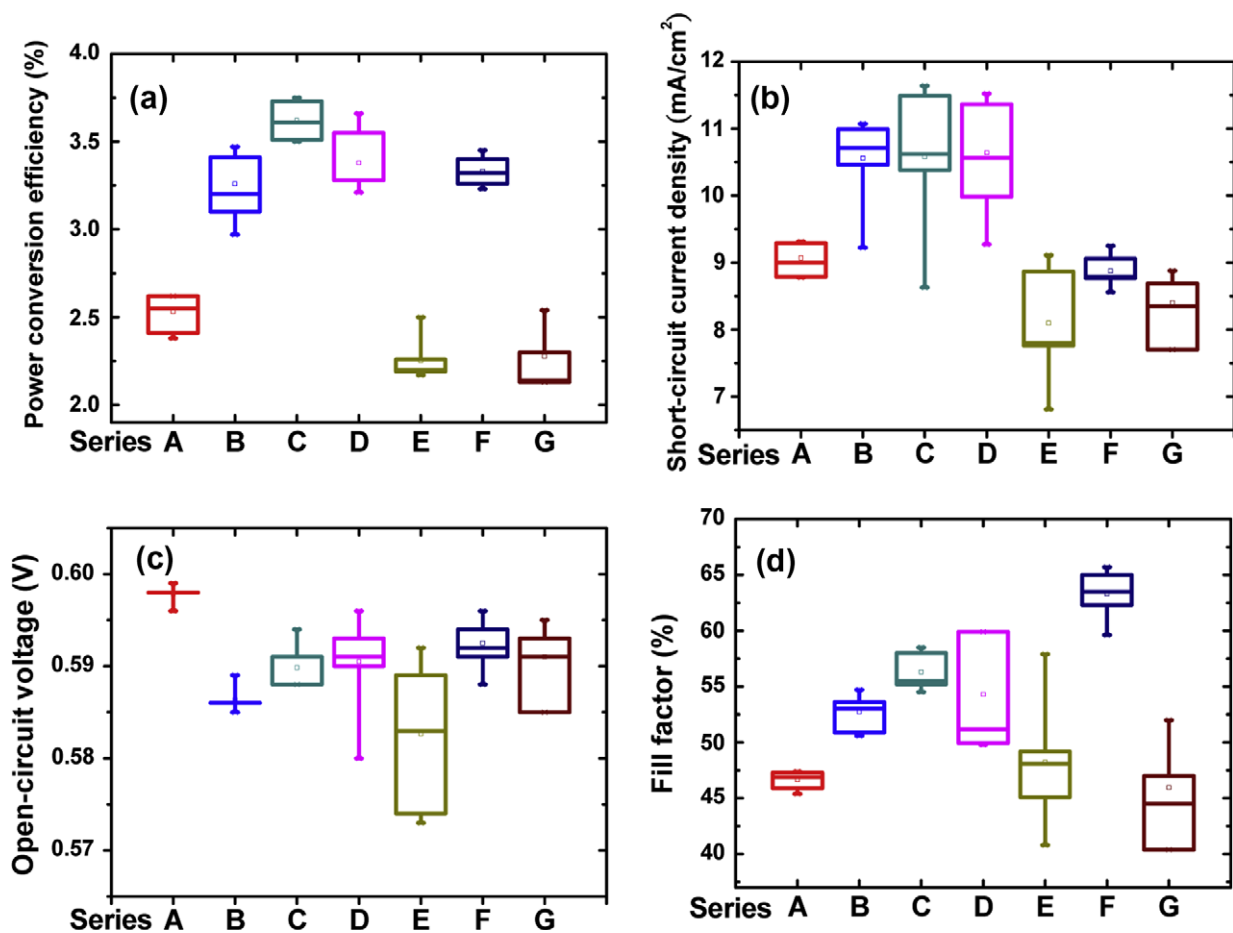 (a)
Power conversion efficiency (%)
4.0
3.5
3.0
2.5
2.0
Series A B C D E F G
(b)
Short-circuit current density (mA/cm²)
12
11
10
9
8
7
Series A B C D E F G
(c)
Open-circuit voltage (V)
0.60
0.59
0.58
0.57
Series A B C D E F G
(d)
Fill factor (%)
70
65
60
55
50
45
40
Series A B C D E F G